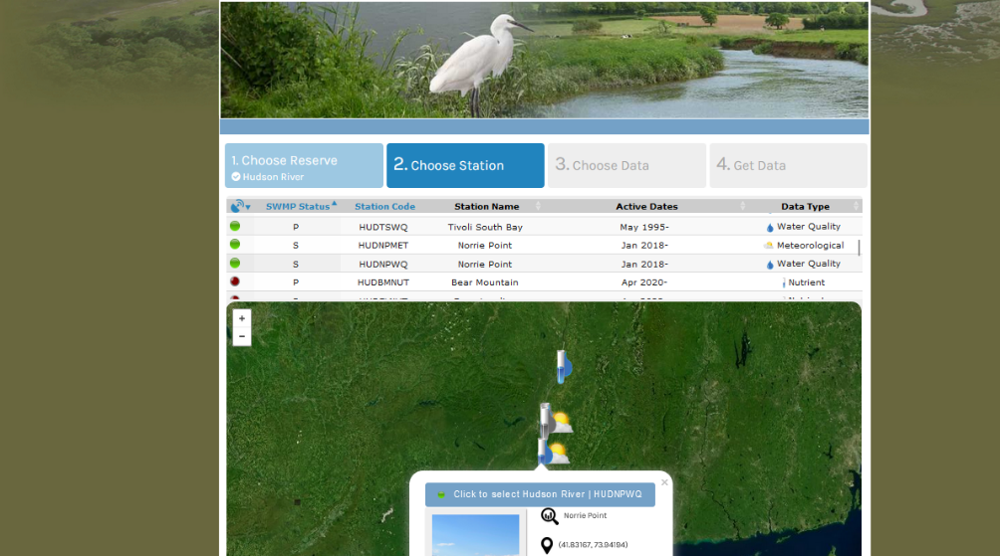 1. Choose Reserve
Hudson River
2. Choose Station
3. Choose Data
4. Get Data
SWMP Status Station Code Station Name Active Dates Data Type
P HUDTSWQ Tivoli South Bay May 1995- Water Quality
S HUDNPMET Norrie Point Jan 2018- Meteorological
S HUDNPWQ Norrie Point Jan 2018- Water Quality
P HUDBMNUT Bear Mountain Apr 2020- Nutrient
+
−
×
Click to select Hudson River | HUDNPWQ
Norrie Point
(41.83167, 73.94194)